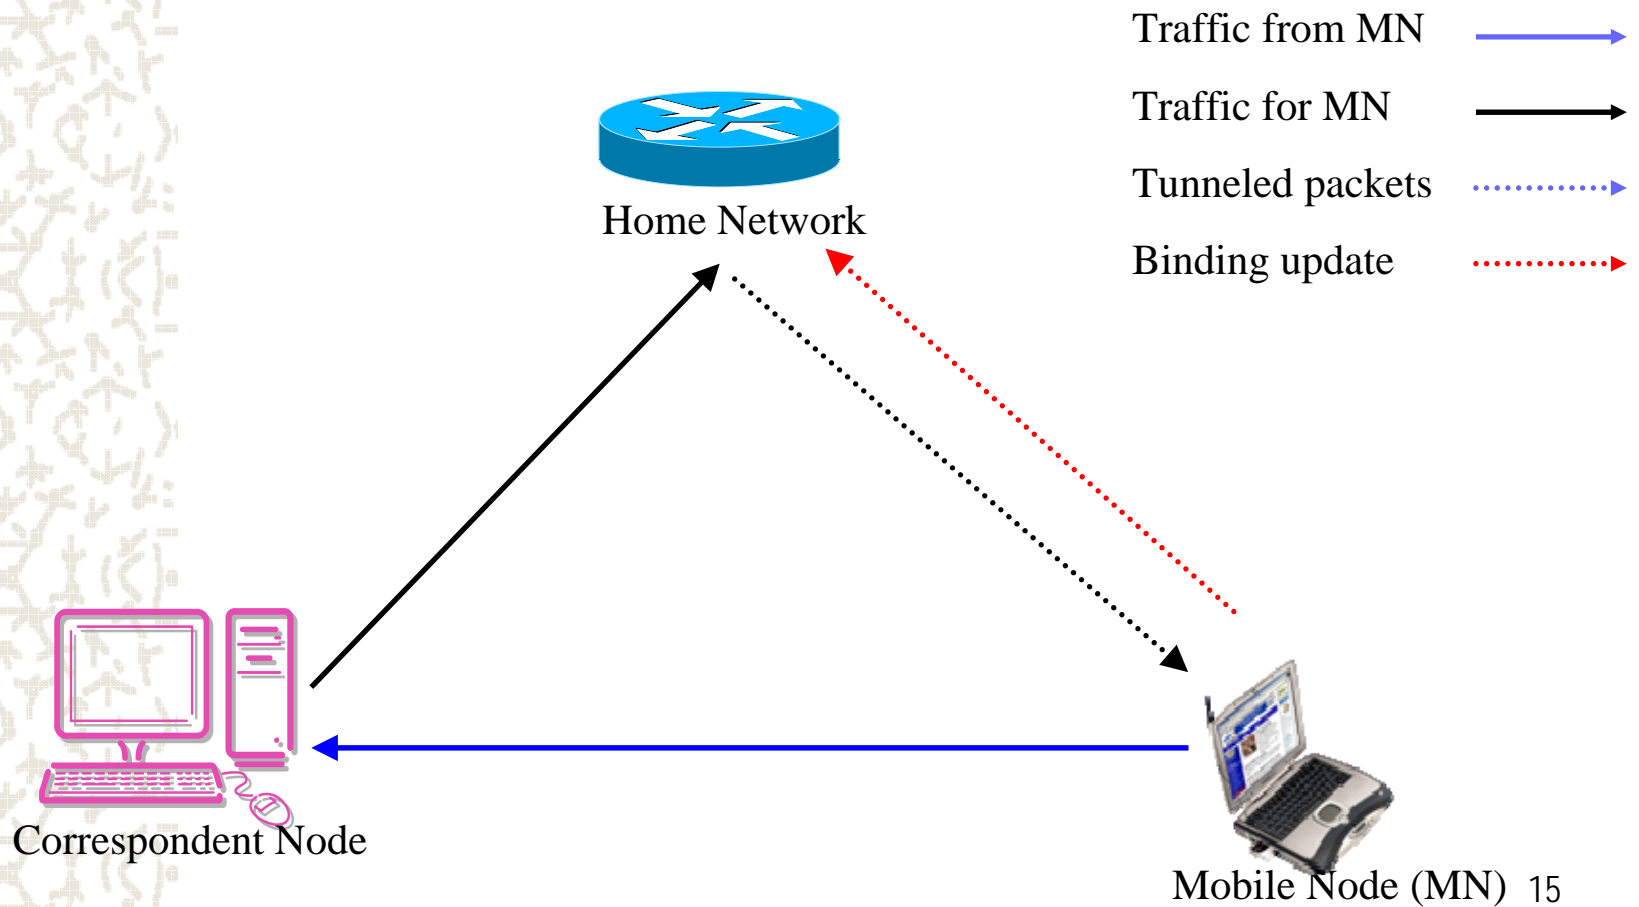 Traffic from MN
Traffic for MN
Tunneled packets
Binding update
Home Network
Correspondent Node
Mobile Node (MN)
15